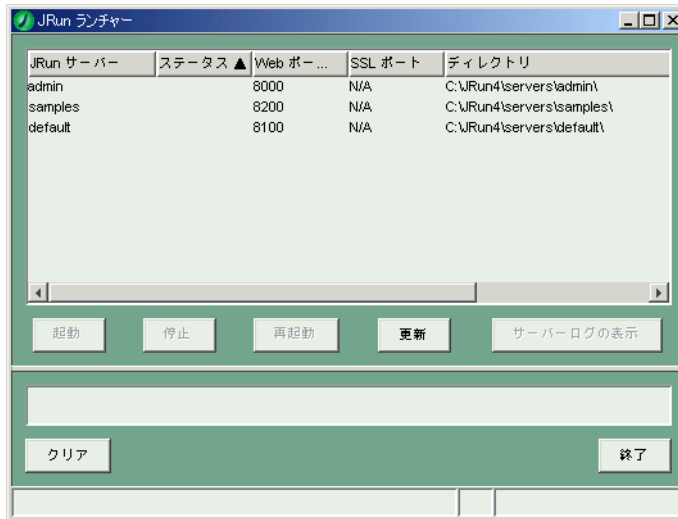 JRun ランチャー
JRun サーバー ステータス ▲ Web ポー... SSL ポート ディレクトリ
admin 8000 N/A C:\JRun4\servers\admin\
samples 8200 N/A C:\JRun4\servers\samples\
default 8100 N/A C:\JRun4\servers\default\
起動 停止 再起動 更新 サーバーログの表示
クリア 終了